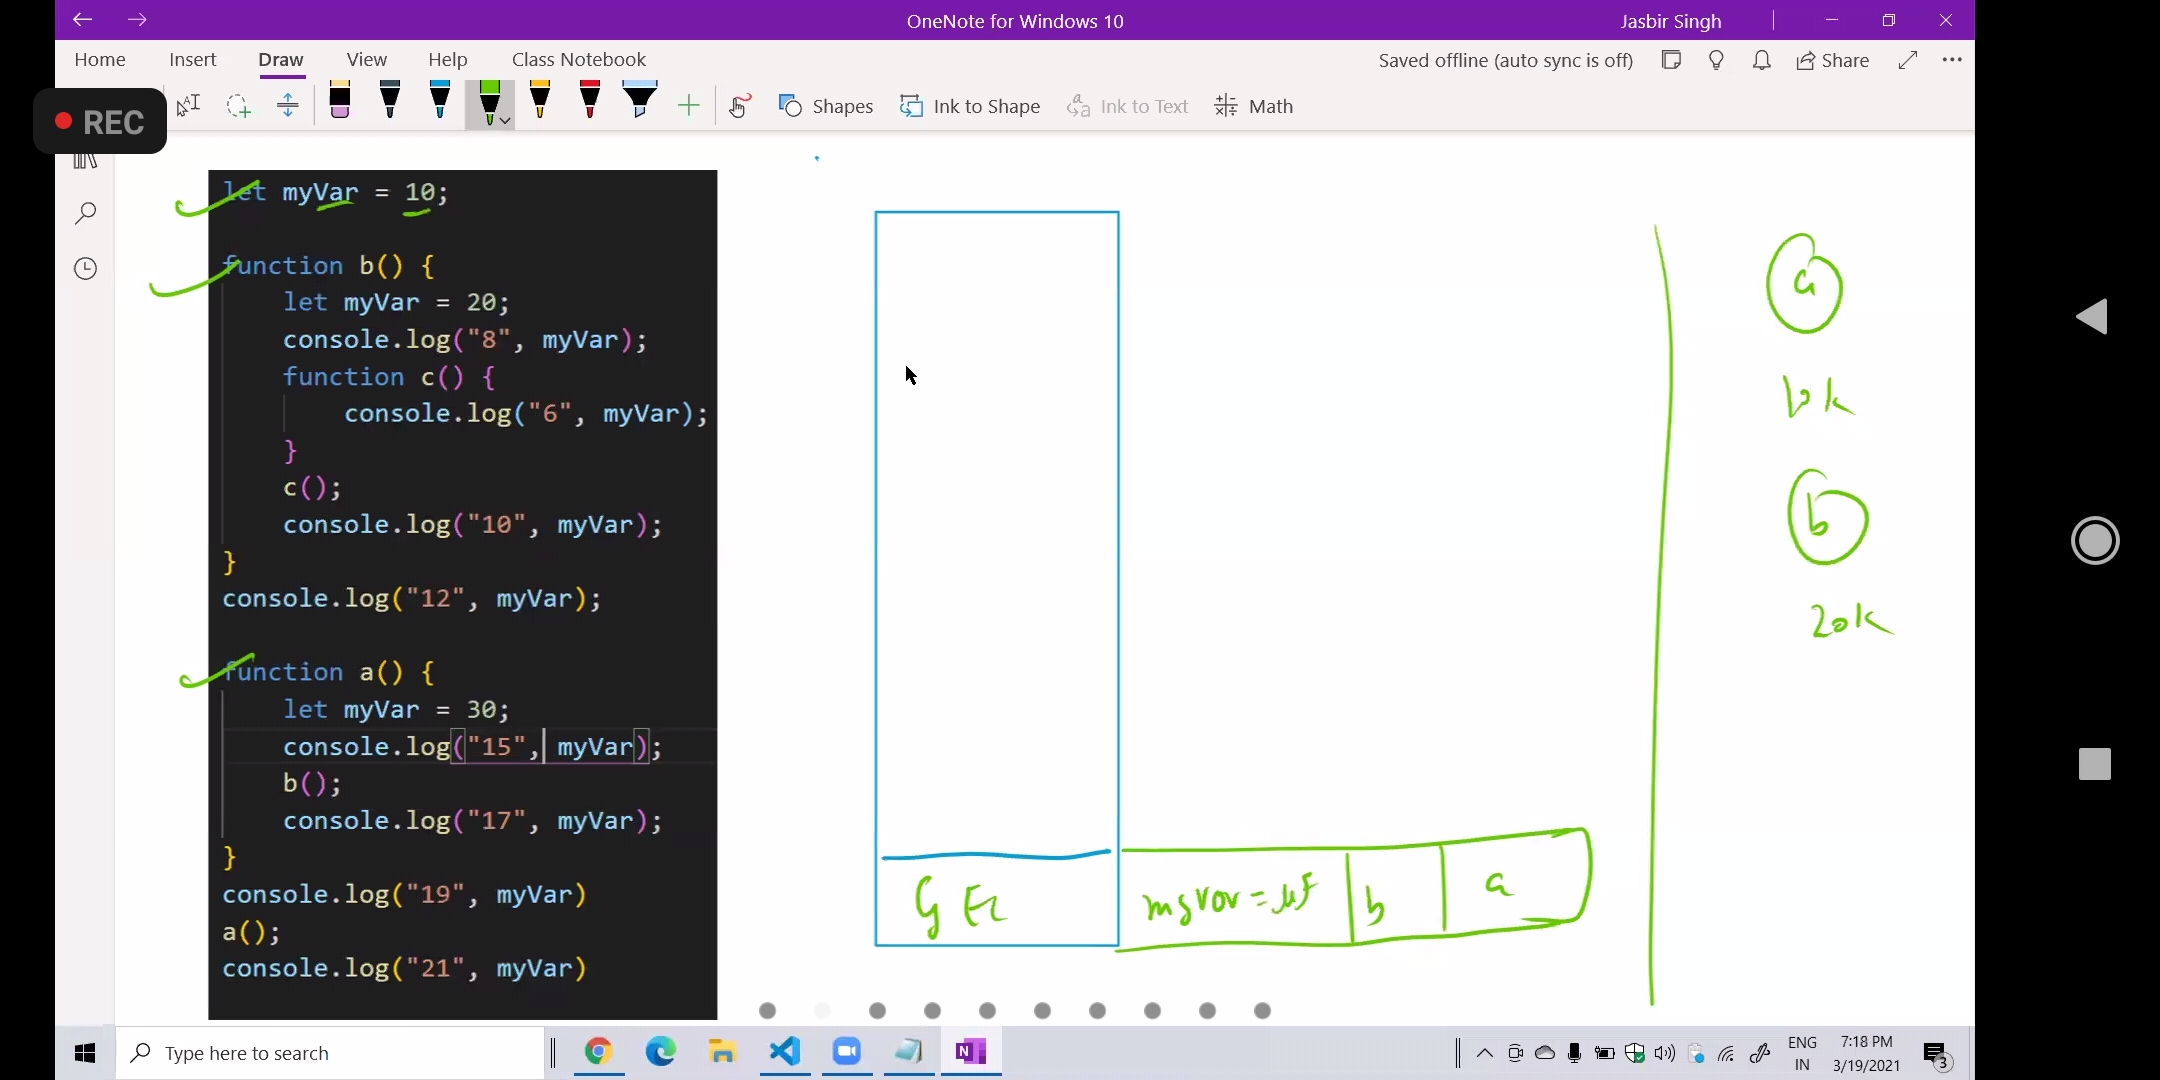 OneNote for Windows 10
Jasbir Singh
Home Insert Draw View Help Class Notebook
Saved offline (auto sync is off) Share
REC
Shapes Ink to Shape Ink to Text Math
let myVar = 10;
function b() {
let myVar = 20;
console.log("8", myVar);
function c() {
console.log("6", myVar);
}
c();
console.log("10", myVar);
}
console.log("12", myVar);
function a() {
let myVar = 30;
console.log("15", myVar);
b();
console.log("17", myVar);
}
console.log("19", myVar)
a();
console.log("21", myVar)
G EC
b
a
a
10k
b
20k
Type here to search
ENG
IN
7:18 PM
3/19/2021
3